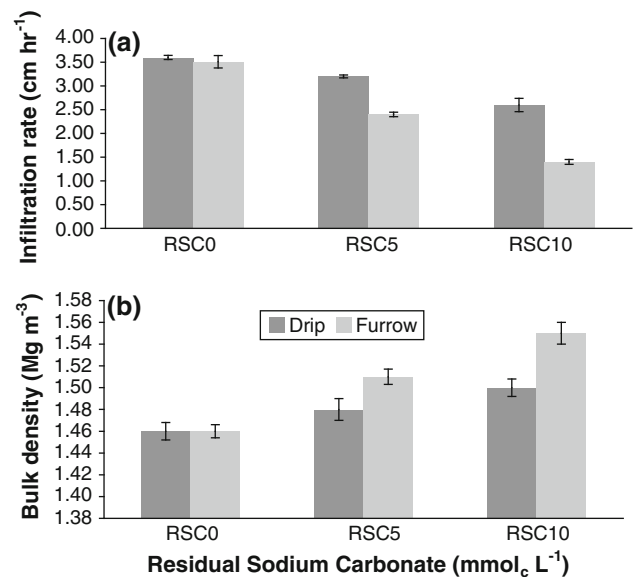 (a)
Infiltration rate (cm hr⁻¹)
4.00
3.50
3.00
2.50
2.00
1.50
1.00
0.50
0.00
RSC0 RSC5 RSC10
(b)
Drip Furrow
Bulk density (Mg m⁻³)
1.58
1.56
1.54
1.52
1.50
1.48
1.46
1.44
1.42
1.40
1.38
RSC0 RSC5 RSC10
Residual Sodium Carbonate (mmol_c L⁻¹)